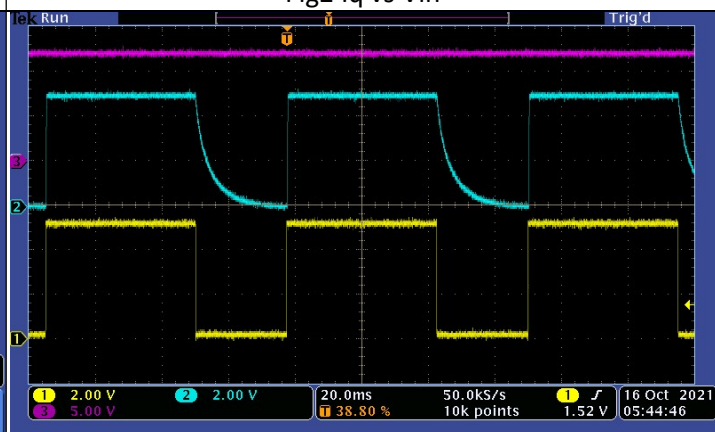 Fig2 Iq vs Vin
Tek Run
Trig'd
T
T
3
2
1
1 2.00 V 2 2.00 V 20.0ms 50.0kS/s 1 16 Oct 2021
3 5.00 V T 38.80 % 10k points 1.52 V 05:44:46